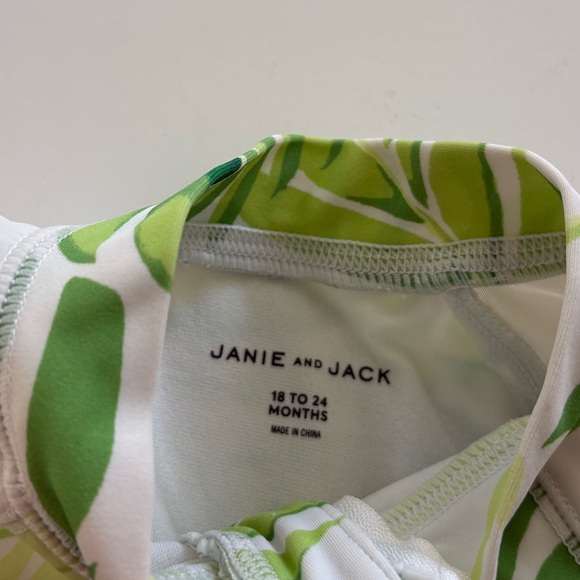 JANIE AND JACK
18 TO 24
MONTHS
MADE IN CHINA